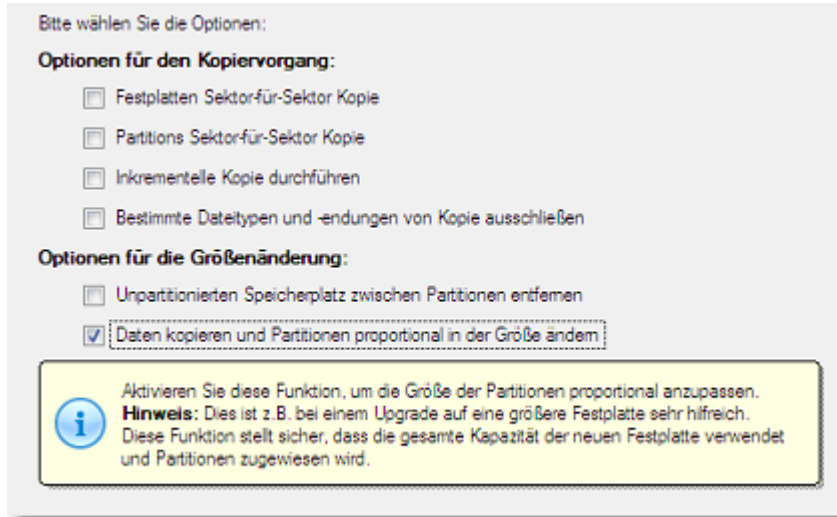 Bitte wählen Sie die Optionen:
Optionen für den Kopiervorgang:
Festplatten Sektor-für-Sektor Kopie
Partitions Sektor-für-Sektor Kopie
Inkrementelle Kopie durchführen
Bestimmte Dateitypen und -endungen von Kopie ausschließen
Optionen für die Größenänderung:
Unpartitionierten Speicherplatz zwischen Partitionen entfernen
Daten kopieren und Partitionen proportional in der Größe ändern
Aktivieren Sie diese Funktion, um die Größe der Partitionen proportional anzupassen.
Hinweis: Dies ist z.B. bei einem Upgrade auf eine größere Festplatte sehr hilfreich.
Diese Funktion stellt sicher, dass die gesamte Kapazität der neuen Festplatte verwendet
und Partitionen zugewiesen wird.